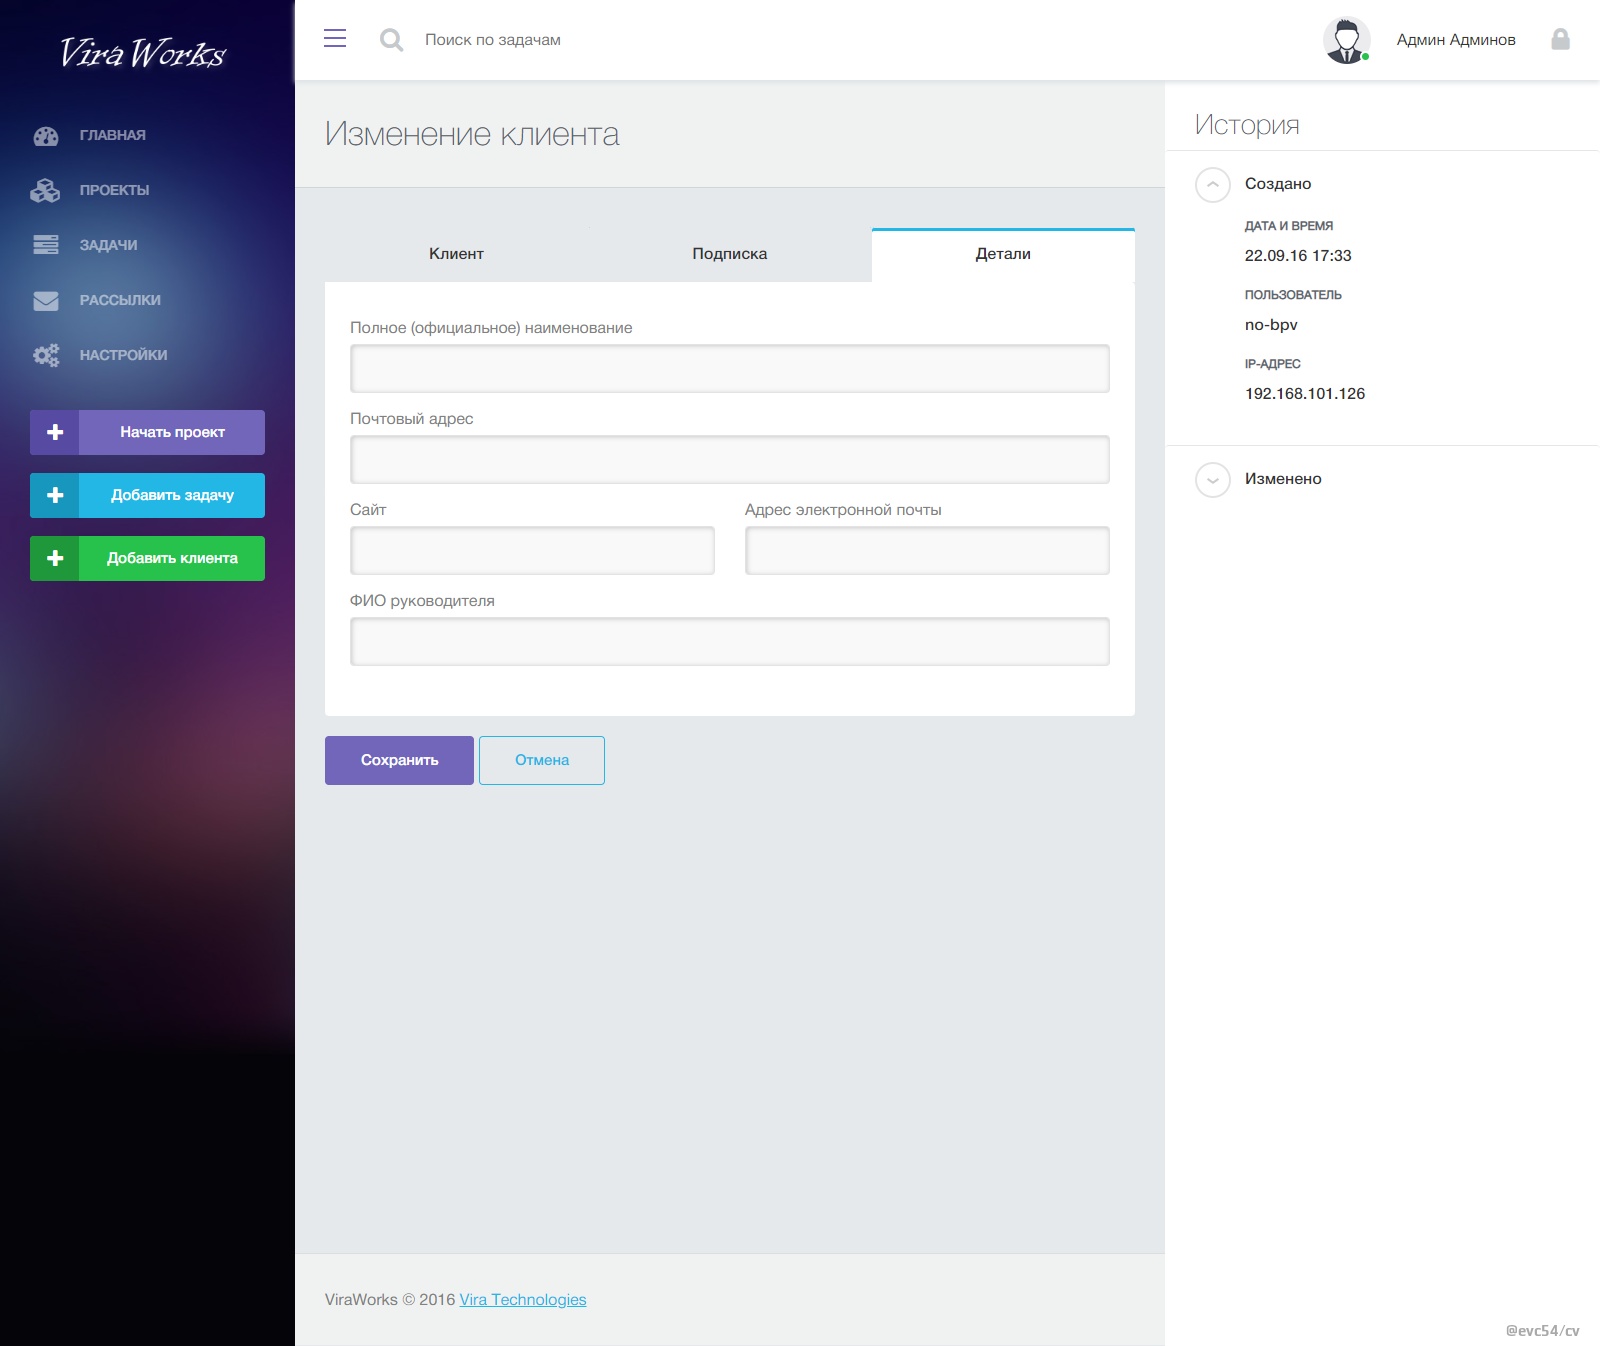 Vira Works
ГЛАВНАЯ
ПРОЕКТЫ
ЗАДАЧИ
РАССЫЛКИ
НАСТРОЙКИ
Начать проект
Добавить задачу
Добавить клиента
Поиск по задачам
Админ Админов
Изменение клиента
Клиент
Подписка
Детали
Полное (официальное) наименование
Почтовый адрес
Сайт
Адрес электронной почты
ФИО руководителя
Сохранить
Отмена
История
Создано
ДАТА И ВРЕМЯ
22.09.16 17:33
ПОЛЬЗОВАТЕЛЬ
no-bpv
IP-АДРЕС
192.168.101.126
Изменено
ViraWorks © 2016 Vira Technologies
@evc54/cv